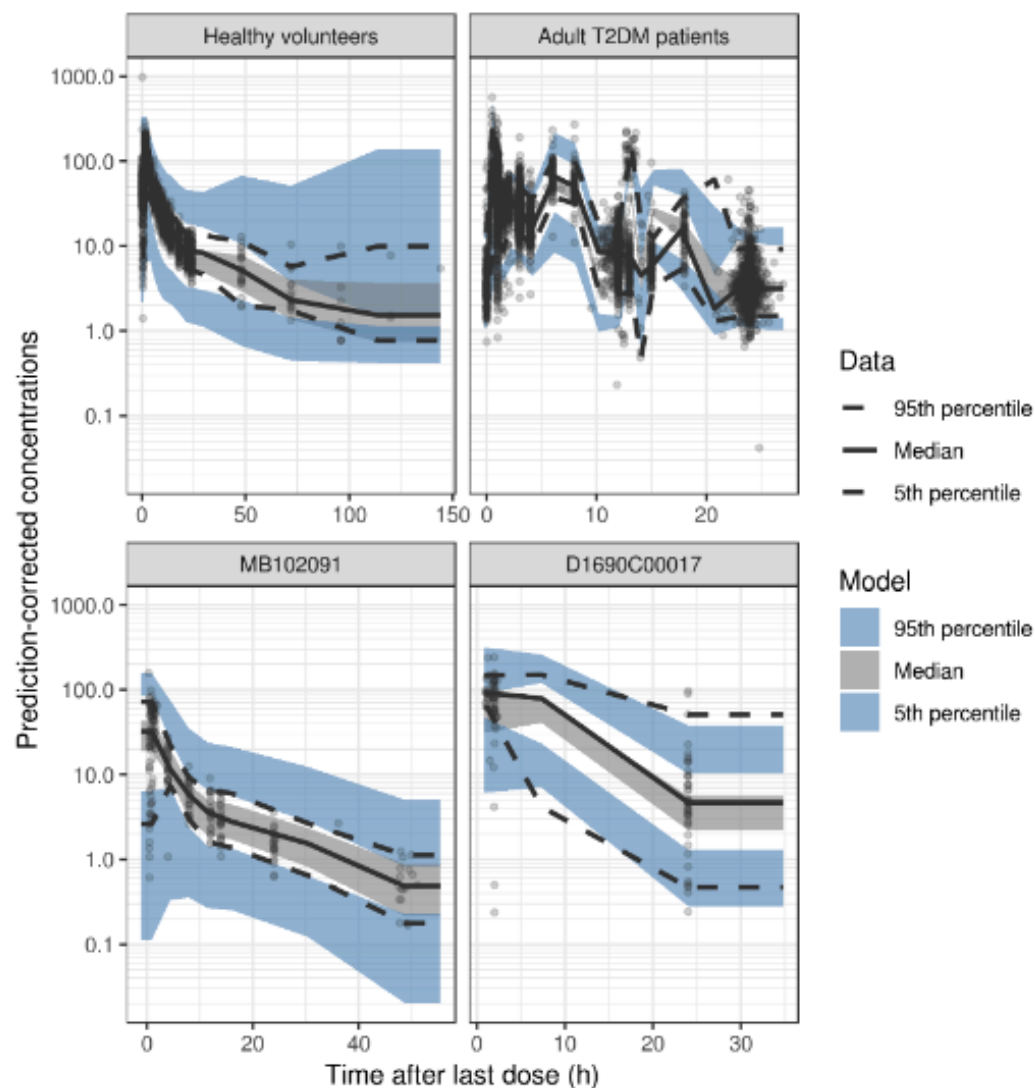 Healthy volunteers
Adult T2DM patients
1000.0
100.0
10.0
1.0
0.1
0 50 100 150
0 10 20
MB102091
D1690C00017
1000.0
100.0
10.0
1.0
0.1
0 20 40
0 10 20 30
Prediction-corrected concentrations
Time after last dose (h)
Data
95th percentile
Median
5th percentile
Model
95th percentile
Median
5th percentile